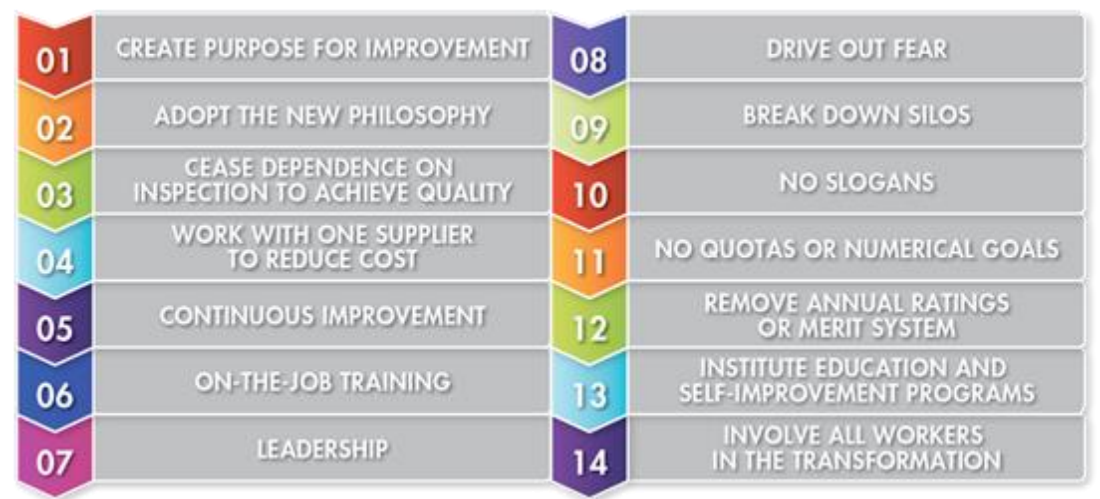 01
CREATE PURPOSE FOR IMPROVEMENT
02
ADOPT THE NEW PHILOSOPHY
03
CEASE DEPENDENCE ON
INSPECTION TO ACHIEVE QUALITY
04
WORK WITH ONE SUPPLIER
TO REDUCE COST
05
CONTINUOUS IMPROVEMENT
06
ON-THE-JOB TRAINING
07
LEADERSHIP
08
DRIVE OUT FEAR
09
BREAK DOWN SILOS
10
NO SLOGANS
11
NO QUOTAS OR NUMERICAL GOALS
12
REMOVE ANNUAL RATINGS
OR MERIT SYSTEM
13
INSTITUTE EDUCATION AND
SELF-IMPROVEMENT PROGRAMS
14
INVOLVE ALL WORKERS
IN THE TRANSFORMATION